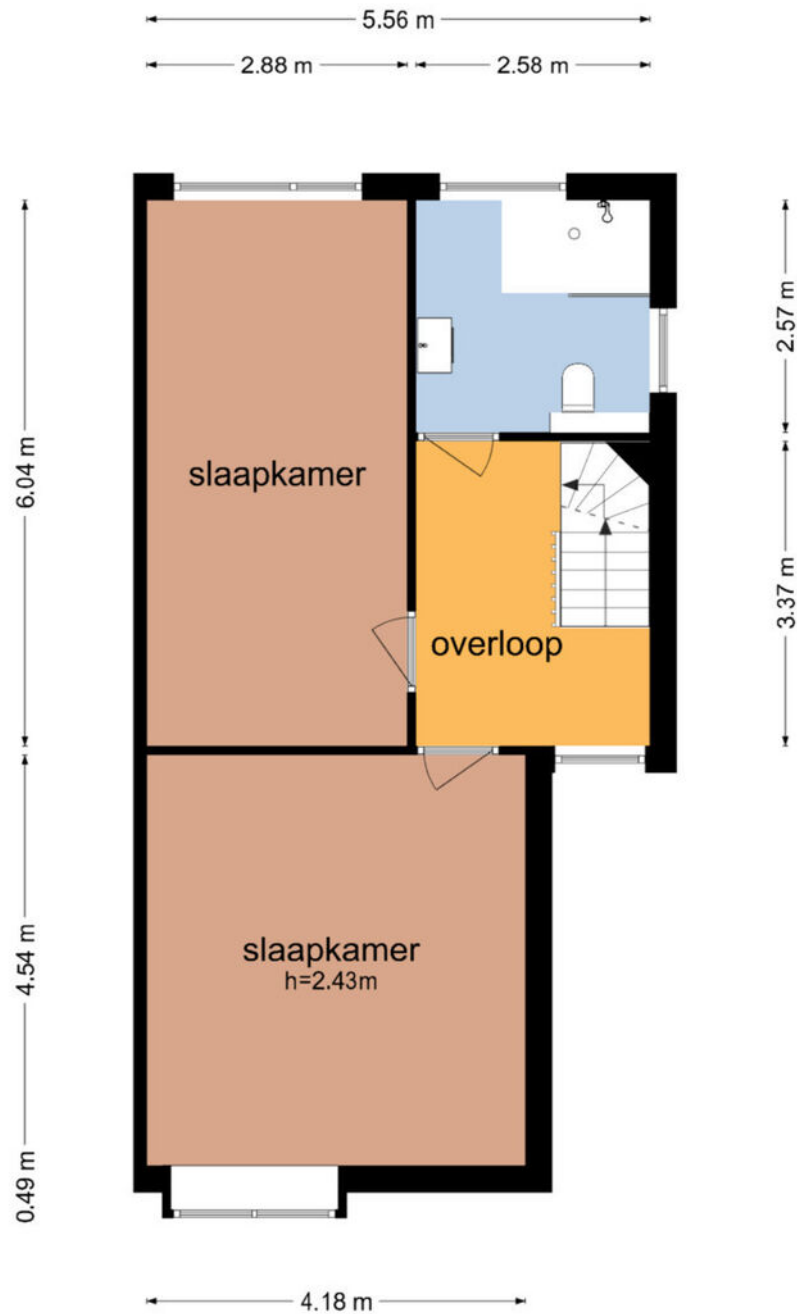 5.56 m
2.88 m
2.58 m
6.04 m
2.57 m
slaapkamer
3.37 m
overloop
4.54 m
slaapkamer
h=2.43m
0.49 m
4.18 m